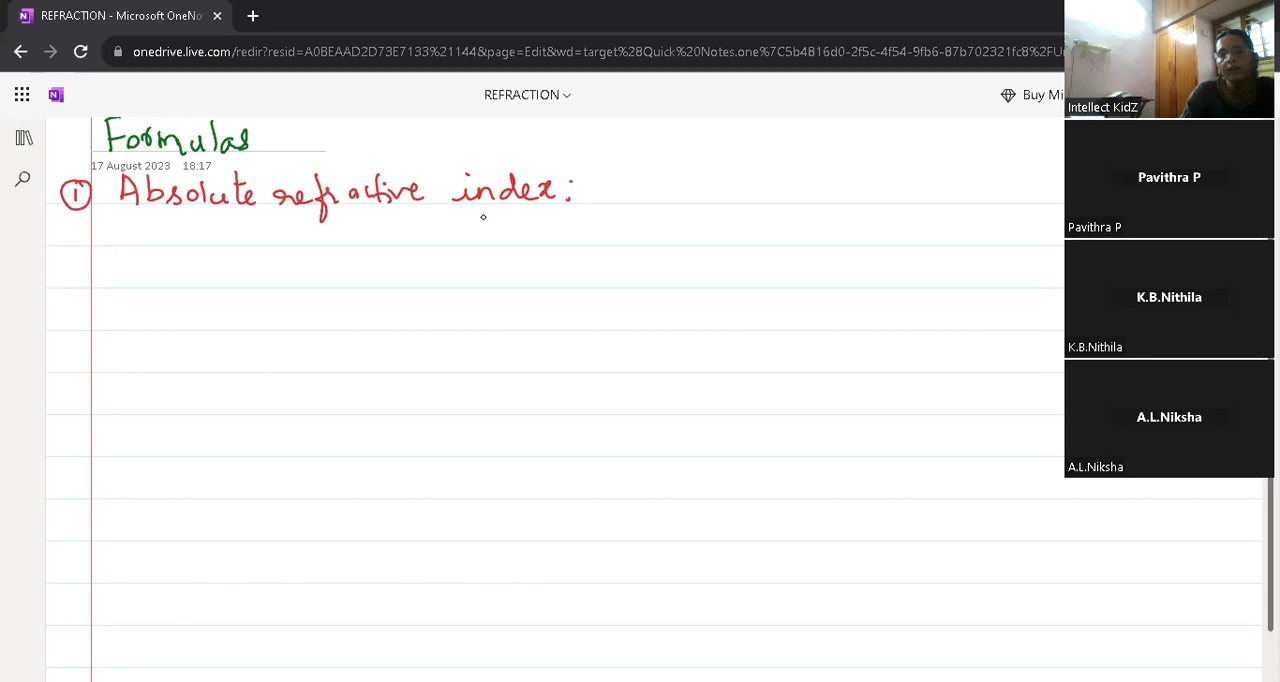 REFRACTION - Microsoft OneNo
onedrive.live.com/redir?resid=A0BEAAD2D73E7133%21144&page=Edit&wd=target%28Quick%20Notes.one%7C5b4816d0-2f5c-4f54-9fb6-87b702321fc8%2FU
REFRACTION
Buy Mi
Formulas
17 August 2023 18:17
① Absolute refractive index:
Intellect KidZ
Pavithra P
Pavithra P
K.B.Nithila
K.B.Nithila
A.L.Niksha
A.L.Niksha